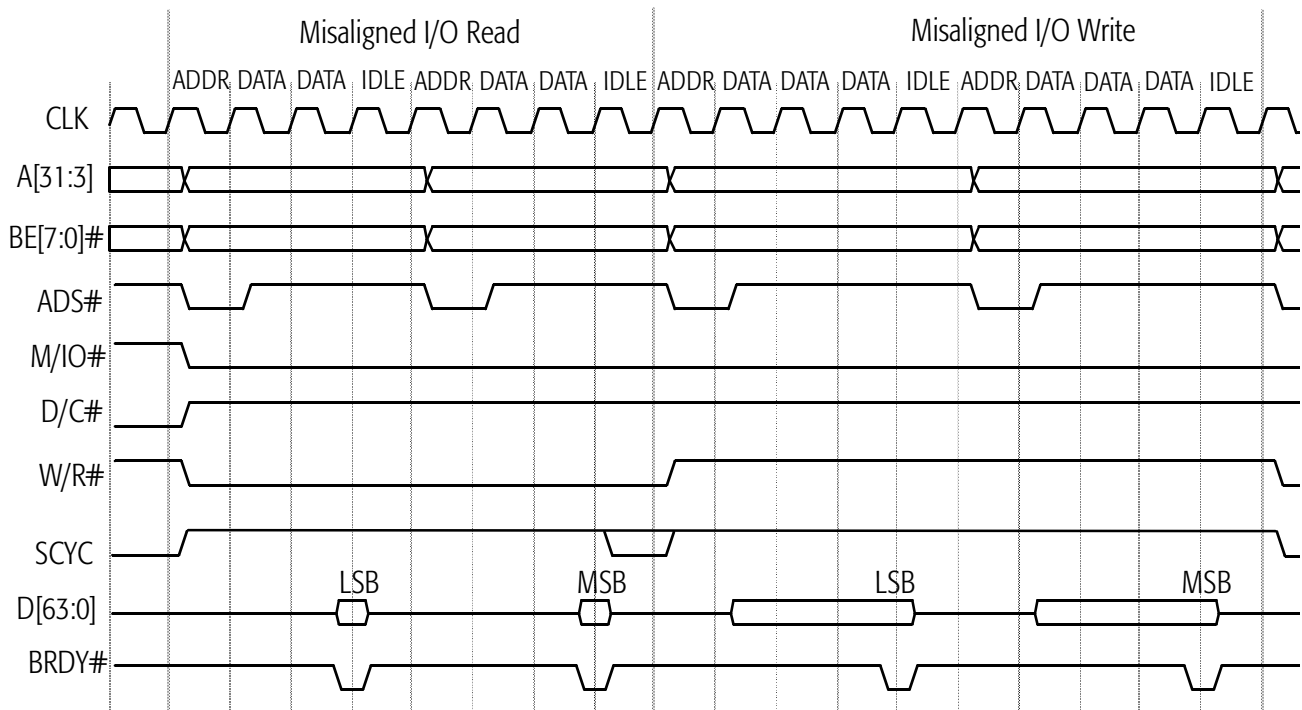 Misaligned I/O Read Misaligned I/O Write
ADDR DATA DATA IDLE ADDR DATA DATA IDLE ADDR DATA DATA DATA IDLE ADDR DATA DATA DATA IDLE
CLK
A[31:3]
BE[7:0]#
ADS#
M/IO#
D/C#
W/R#
SCYC
LSB MSB LSB MSB
D[63:0]
BRDY#